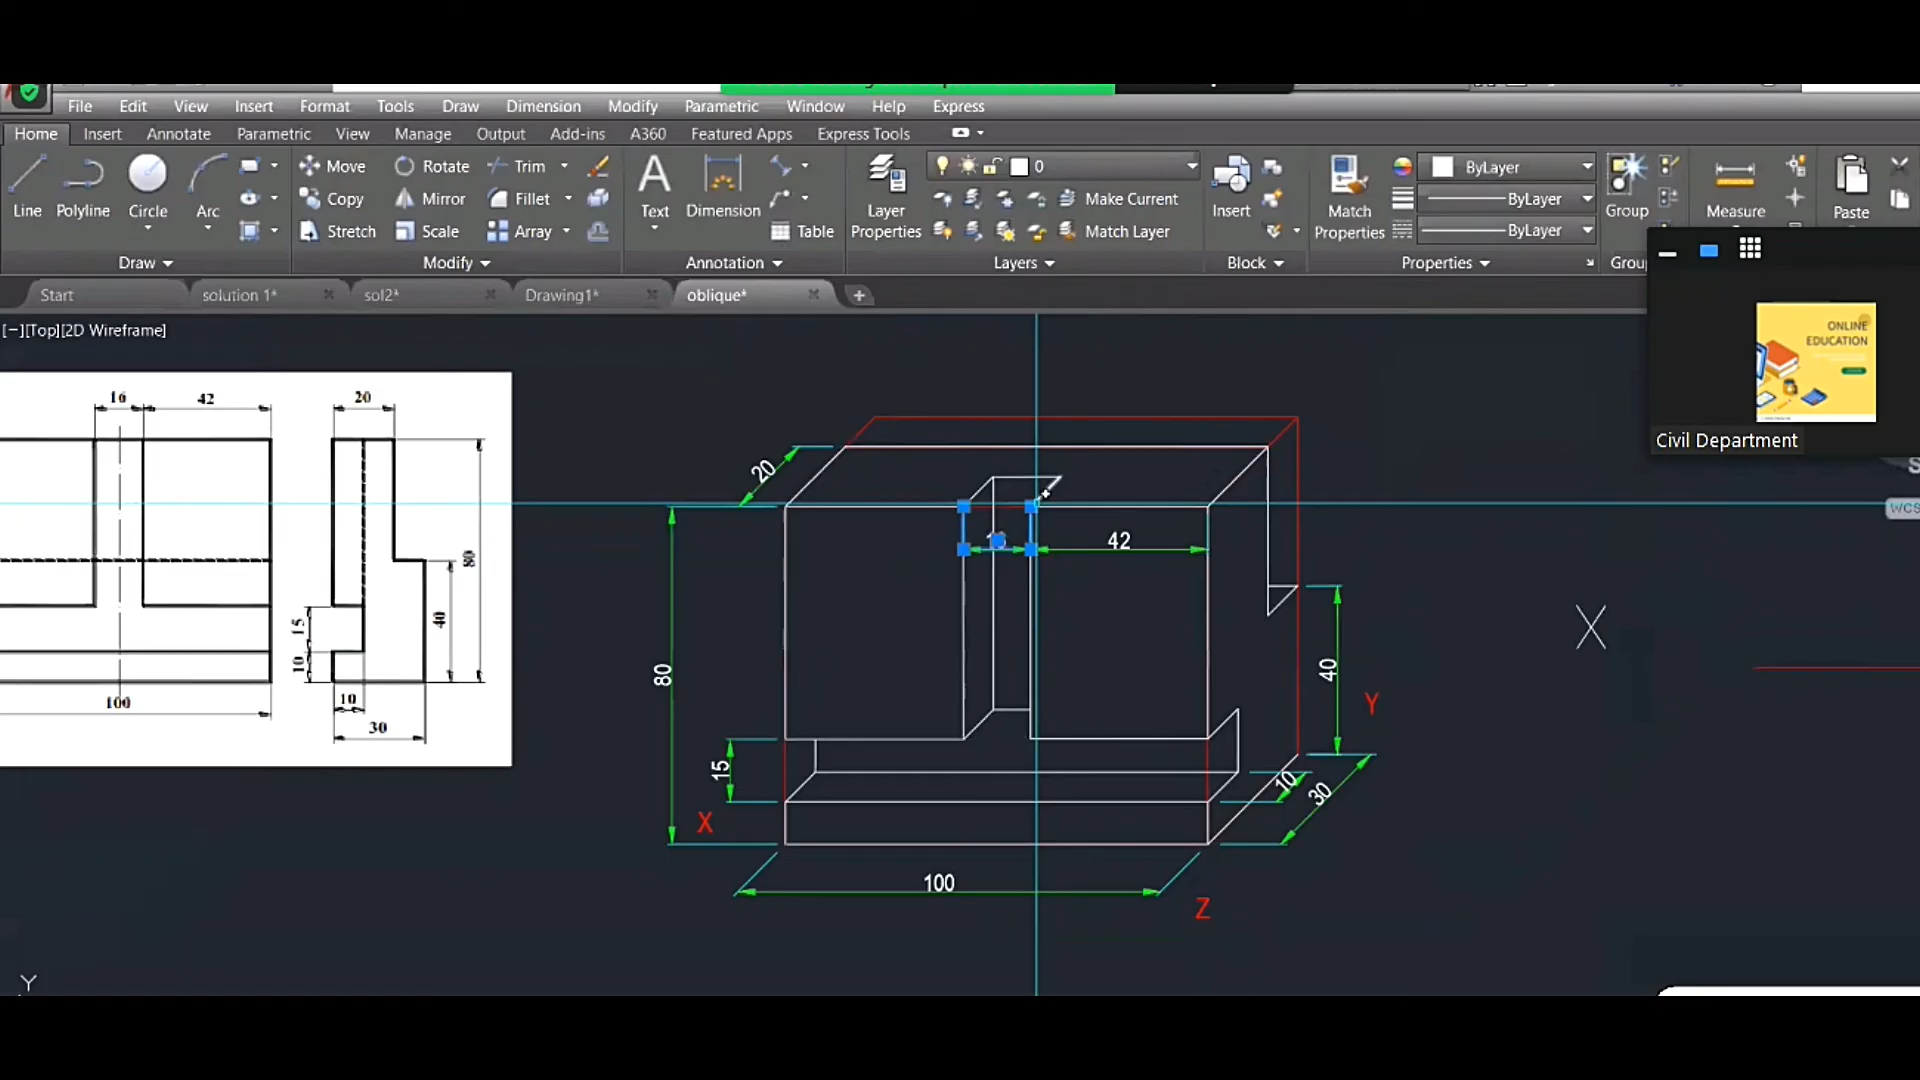 File Edit View Insert Format Tools Draw Dimension Modify Parametric Window Help Express
Home Insert Annotate Parametric View Manage Output Add-ins A360 Featured Apps Express Tools
Move Rotate Trim 0 ByLayer
Line Polyline Circle Arc Copy Mirror Fillet Text Dimension Layer Properties Make Current Insert Match Properties ByLayer Group Measure Paste
Stretch Scale Array Table Match Layer ByLayer
Draw Modify Annotation Layers Block Properties
Start solution 1* sol2* Drawing1* oblique*
[−][Top][2D Wireframe]
ONLINE
EDUCATION
Civil Department
WCS
16 42 20
80
40
15
10
100
10
30
20
42
80
40
Y
15
10
30
X
100
Z
X
Y